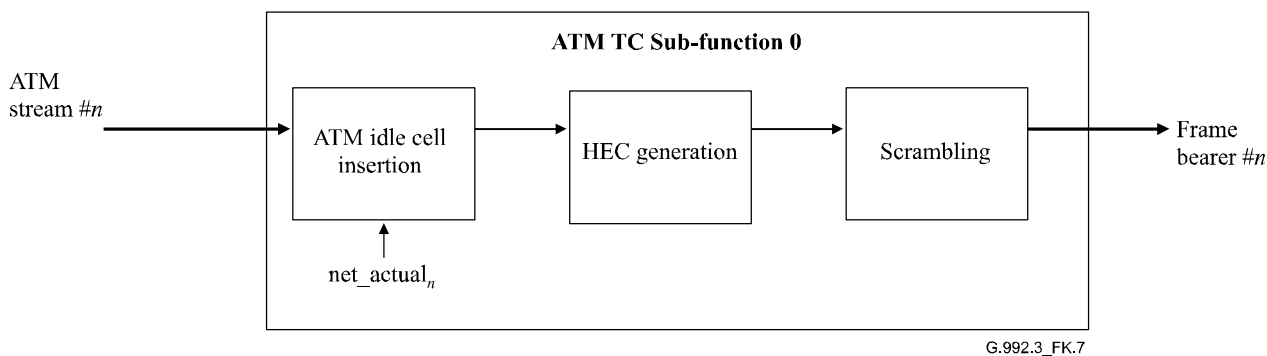 ATM TC Sub-function 0
ATM
stream #n
ATM idle cell
insertion
HEC generation
Scrambling
Frame
bearer #n
net_actualn
G.992.3_FK.7